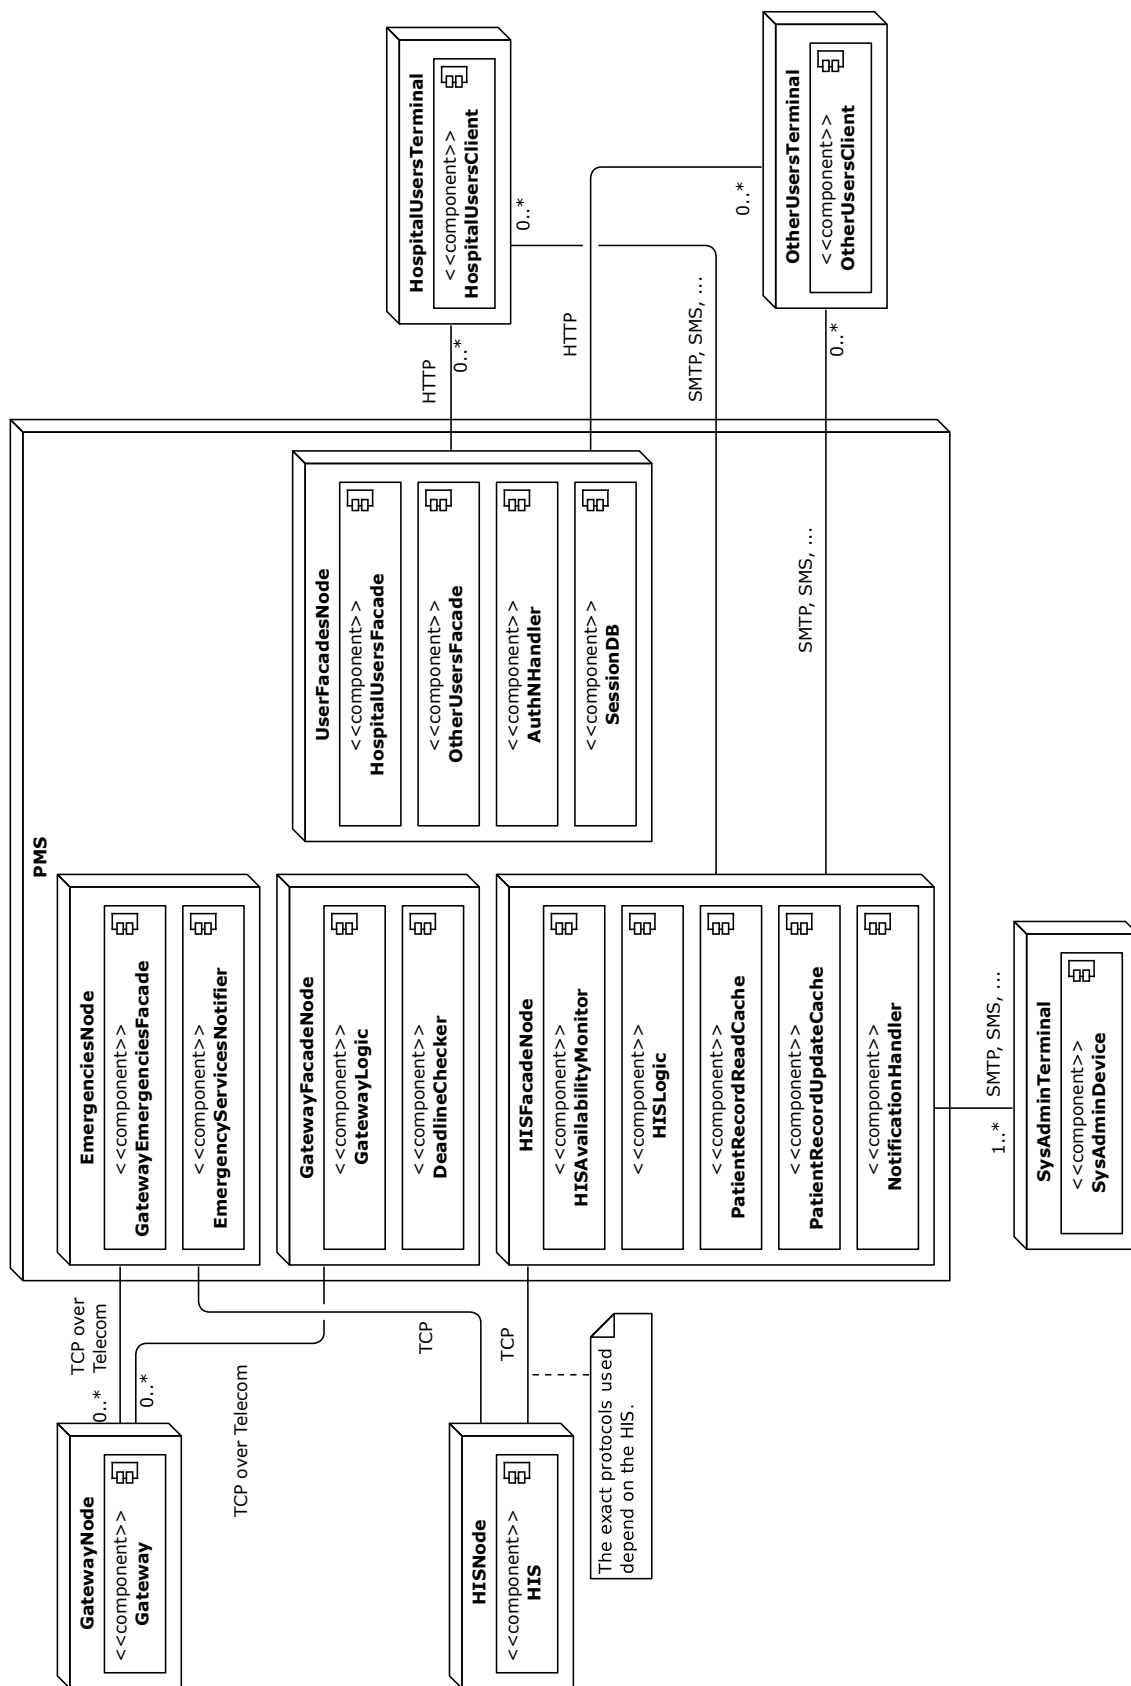 PMS
GatewayNode
<<component>>
Gateway
0..*
TCP over
Telecom
0..*
TCP over Telecom
EmergenciesNode
<<component>>
GatewayEmergenciesFacade
<<component>>
EmergencyServicesNotifier
GatewayFacadeNode
<<component>>
GatewayLogic
<<component>>
DeadlineChecker
HISNode
<<component>>
HIS
TCP
TCP
The exact protocols used
depend on the HIS.
HISFacadeNode
<<component>>
HISAvailabilityMonitor
<<component>>
HISLogic
<<component>>
PatientRecordReadCache
<<component>>
PatientRecordUpdateCache
<<component>>
NotificationHandler
UserFacadesNode
<<component>>
HospitalUsersFacade
<<component>>
OtherUsersFacade
<<component>>
AuthNHandler
<<component>>
SessionDB
HTTP
0..*
HospitalUsersTerminal
<<component>>
HospitalUsersClient
0..*
HTTP
SMTP, SMS, ...
0..*
OtherUsersTerminal
<<component>>
OtherUsersClient
0..*
SMTP, SMS, ...
1..*
SMTP, SMS, ...
SysAdminTerminal
<<component>>
SysAdminDevice